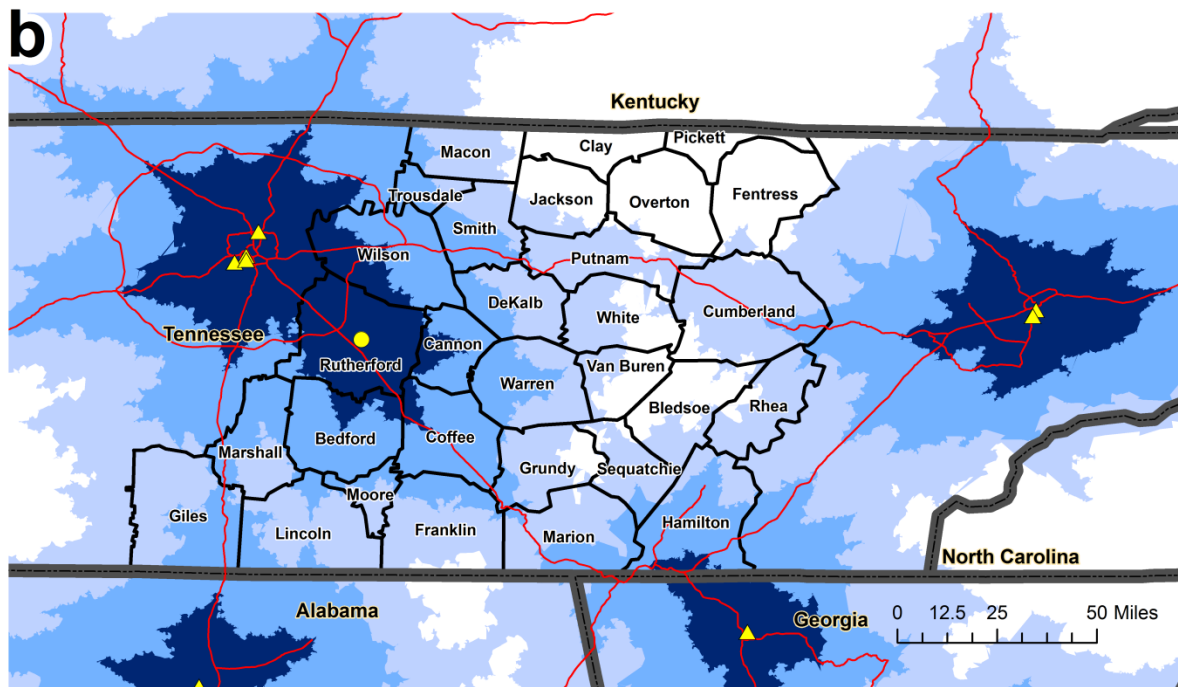 b
Kentucky
Pickett
Clay
Macon
Trousdale
Jackson
Overton
Fentress
Smith
Wilson
Putnam
DeKalb
White
Cumberland
Tennessee
Cannon
Rutherford
Warren
Van Buren
Bledsoe
Rhea
Bedford
Coffee
Marshall
Grundy
Sequatchie
Moore
Giles
Lincoln
Franklin
Marion
Hamilton
North Carolina
Alabama
Georgia
0 12.5 25 50 Miles